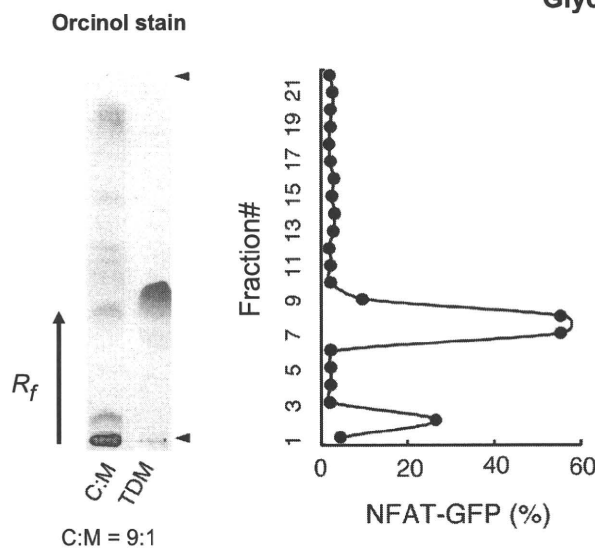 Glyc
Orcinol stain
Rf
C:M
TDM
C:M = 9:1
Fraction#
21
19
17
15
13
11
9
7
5
3
1
0
20
40
60
NFAT-GFP (%)